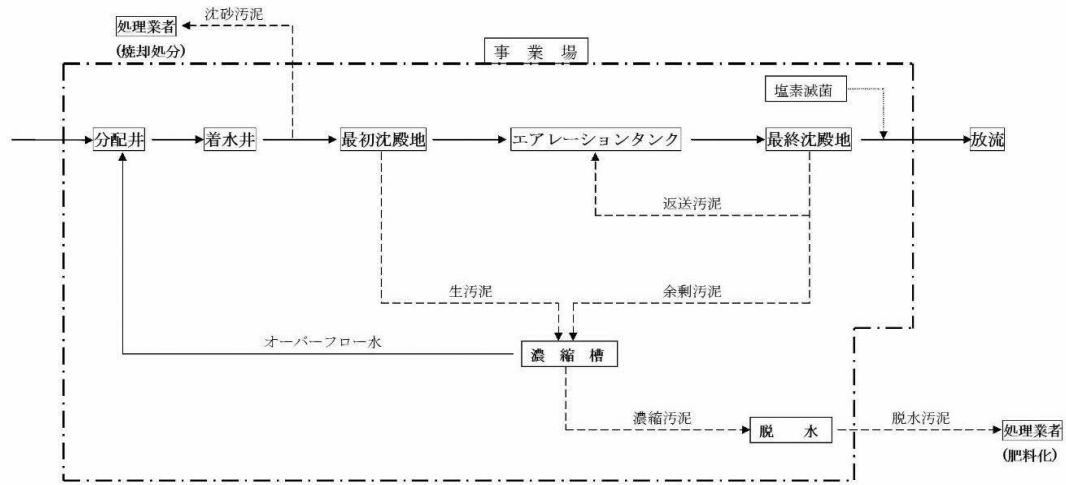 沈砂汚泥
処理業者
(焼却処分)
事 業 場
塩素滅菌
分配井
着水井
最初沈殿地
エアレーションタンク
最終沈殿地
放流
返送汚泥
生汚泥
余剰汚泥
オーバーフロー水
濃 縮 槽
濃縮汚泥
脱 水
脱水汚泥
処理業者
(肥料化)